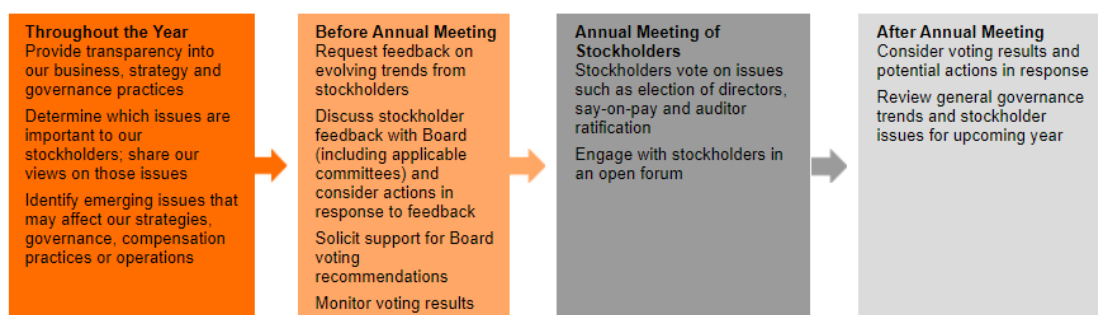 Throughout the Year
Provide transparency into
our business, strategy and
governance practices
Determine which issues are
important to our
stockholders; share our
views on those issues
Identify emerging issues that
may affect our strategies,
governance, compensation
practices or operations
Before Annual Meeting
Request feedback on
evolving trends from
stockholders
Discuss stockholder
feedback with Board
(including applicable
committees) and
consider actions in
response to feedback
Solicit support for Board
voting
recommendations
Monitor voting results
Annual Meeting of
Stockholders
Stockholders vote on issues
such as election of directors,
say-on-pay and auditor
ratification
Engage with stockholders in
an open forum
After Annual Meeting
Consider voting results and
potential actions in response
Review general governance
trends and stockholder
issues for upcoming year